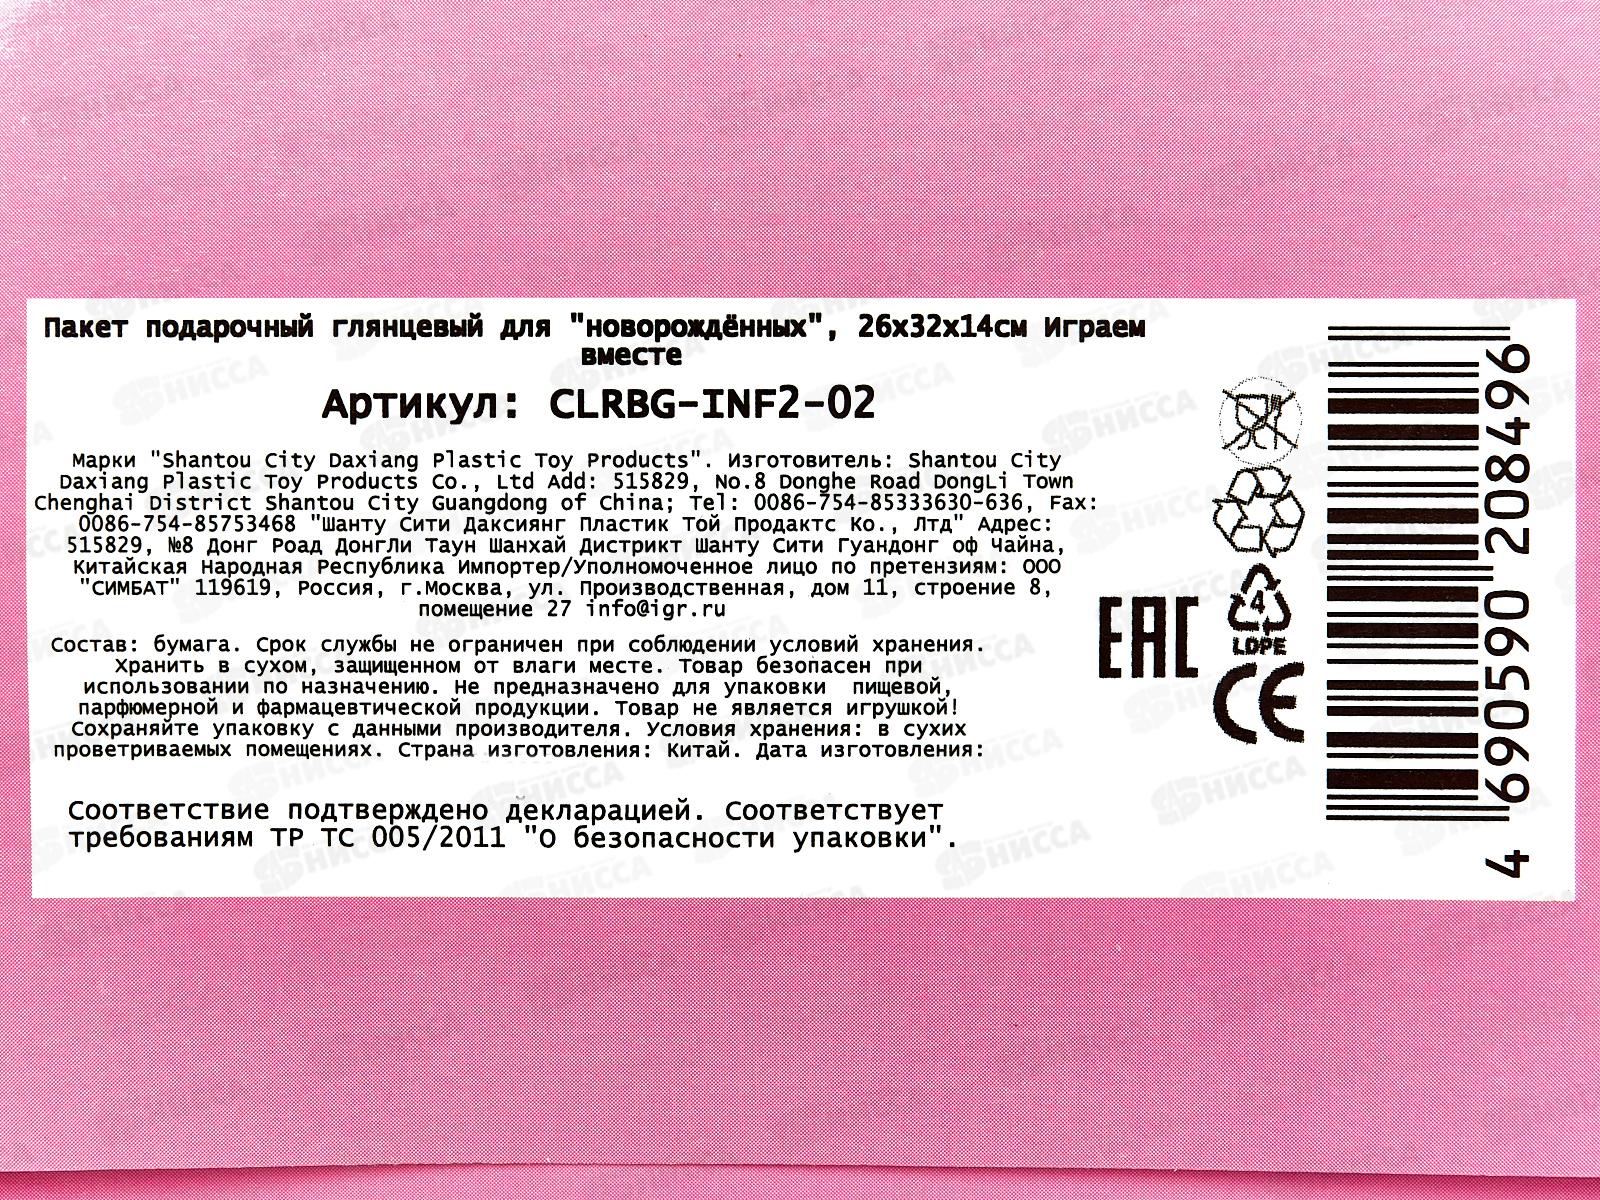 Пакет подарочный глянцевый для "новорождённых", 26х32х14см Играем
вместе
Артикул: CLRBG-INF2-02
Марки "Shantou City Daxiang Plastic Toy Products". Изготовитель: Shantou City
Daxiang Plastic Toy Products Co., Ltd Add: 515829, No.8 Donghe Road DongLi Town
Chenghai District Shantou City Guangdong of China; Tel: 0086-754-85333630-636, Fax:
0086-754-85753468 "Шанту Сити Даксиянг Пластик Той Продактс Ко., Лтд" Адрес:
515829, №8 Донг Роад ДонгЛи Таун Шанхай Дистрикт Шанту Сити Гуандонг оф Чайна,
Китайская Народная Республика Импортер/Уполномоченное лицо по претензиям: ООО
"СИМБАТ" 119619, Россия, г.Москва, ул. Производственная, дом 11, строение 8,
помещение 27 info@igr.ru
Состав: бумага. Срок службы не ограничен при соблюдении условий хранения.
Хранить в сухом, защищенном от влаги месте. Товар безопасен при
использовании по назначению. Не предназначено для упаковки пищевой,
парфюмерной и фармацевтической продукции. Товар не является игрушкой!
Сохраняйте упаковку с данными производителя. Условия хранения: в сухих
проветриваемых помещениях. Страна изготовления: Китай. Дата изготовления:
Соответствие подтверждено декларацией. Соответствует
требованиям ТР ТС 005/2011 "О безопасности упаковки".
EAC
4
LDPE
CE
4 690590 208496